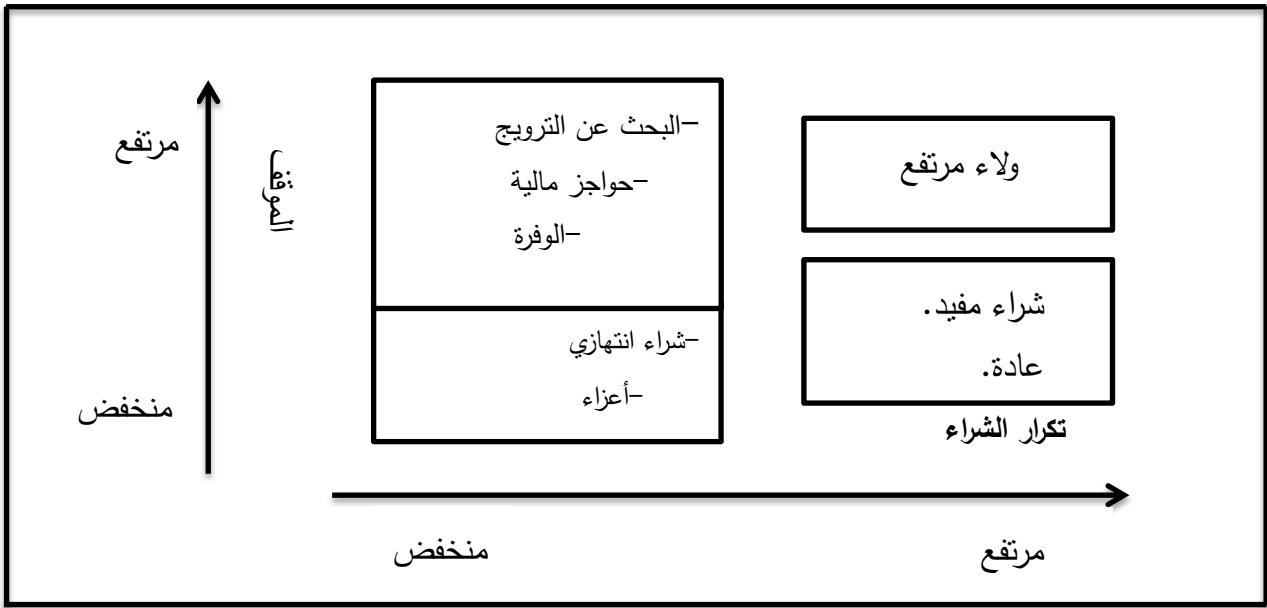 مرتفع
الموقف
-البحث عن الترويج
-حواجز مالية
-الوفرة
ولاء مرتفع
شراء مفيد.
عادة.
-شراء انتهازي
-أعزاء
منخفض
تكرار الشراء
مرتفع
منخفض